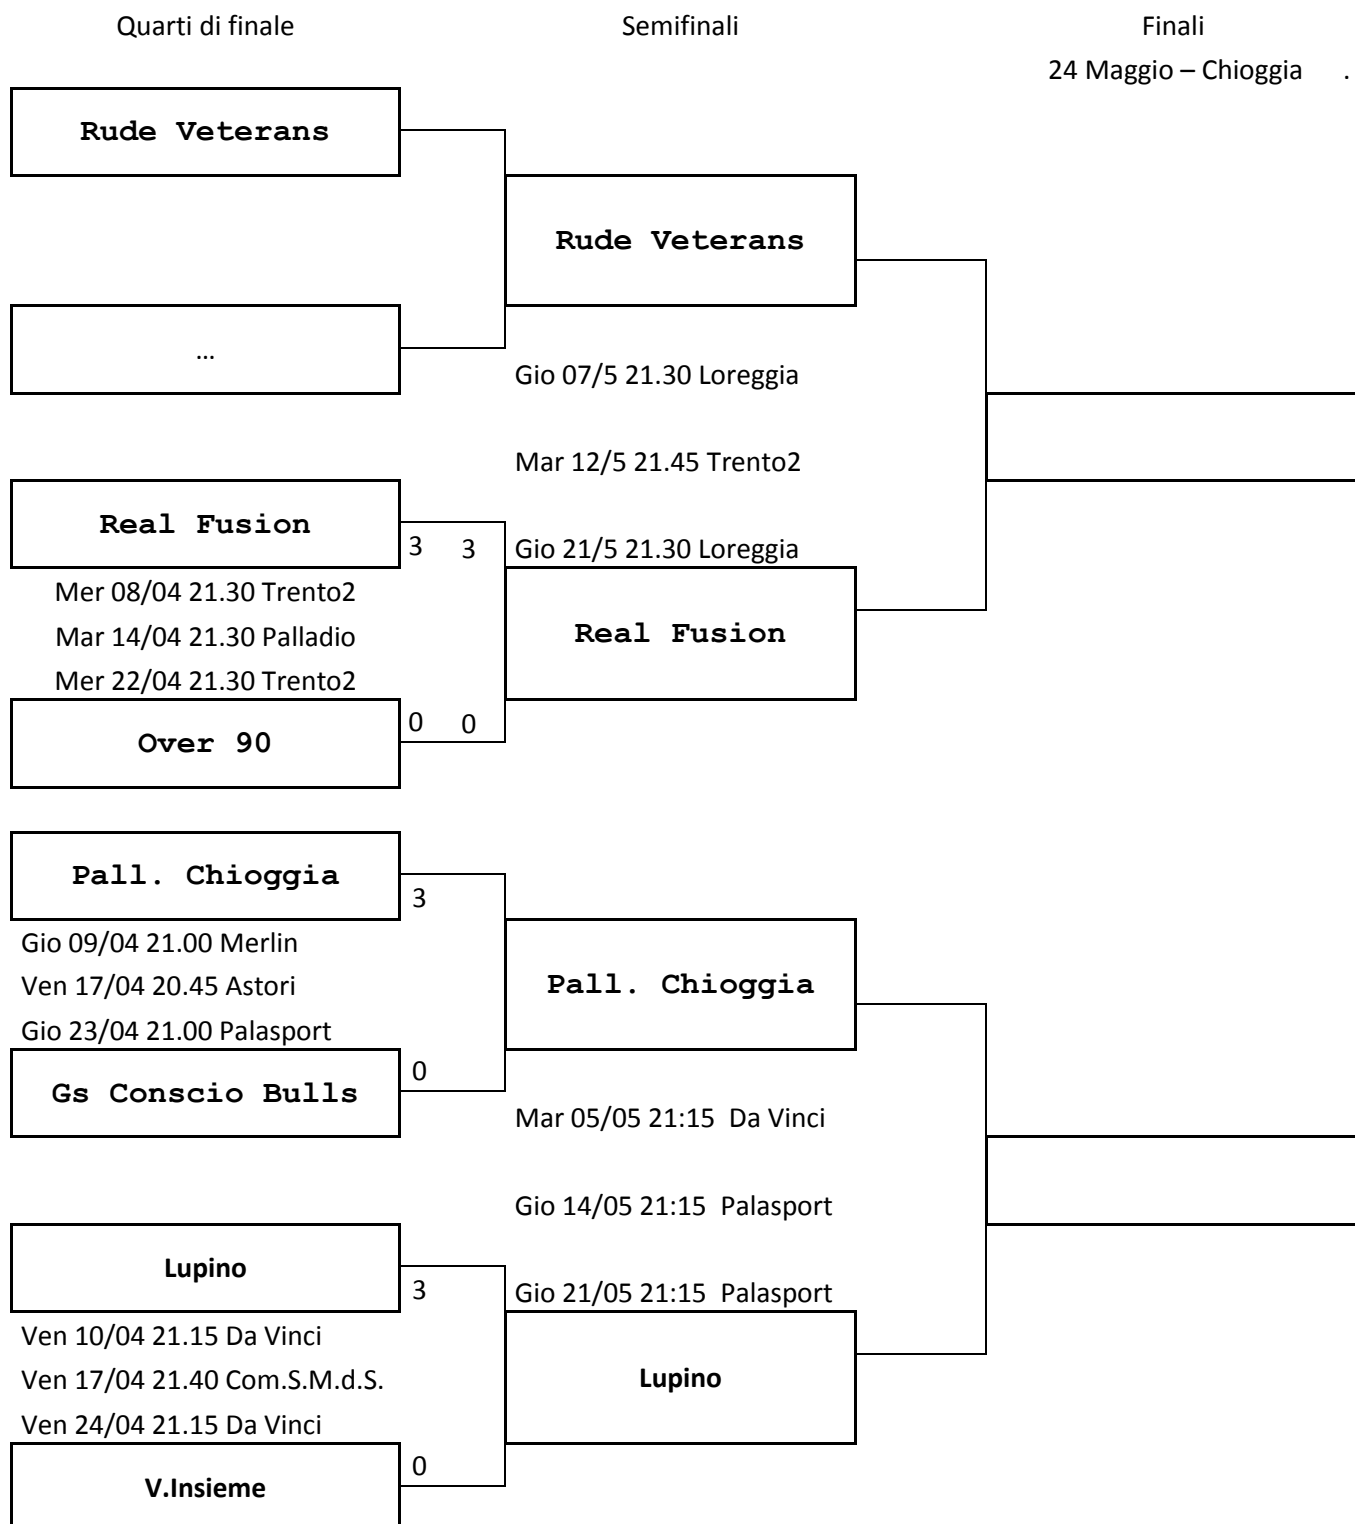 Quarti di finale
Semifinali
Finali
24 Maggio – Chioggia .
Rude Veterans
Rude Veterans
...
Gio 07/5 21.30 Loreggia
Mar 12/5 21.45 Trento2
Real Fusion
3 3
Gio 21/5 21.30 Loreggia
Mer 08/04 21.30 Trento2
Mar 14/04 21.30 Palladio
Real Fusion
Mer 22/04 21.30 Trento2
0 0
Over 90
Pall. Chioggia
3
Gio 09/04 21.00 Merlin
Ven 17/04 20.45 Astori
Pall. Chioggia
Gio 23/04 21.00 Palasport
0
Gs Conscio Bulls
Mar 05/05 21:15 Da Vinci
Gio 14/05 21:15 Palasport
Lupino
3
Gio 21/05 21:15 Palasport
Ven 10/04 21.15 Da Vinci
Ven 17/04 21.40 Com.S.M.d.S.
Lupino
Ven 24/04 21.15 Da Vinci
0
V.Insieme